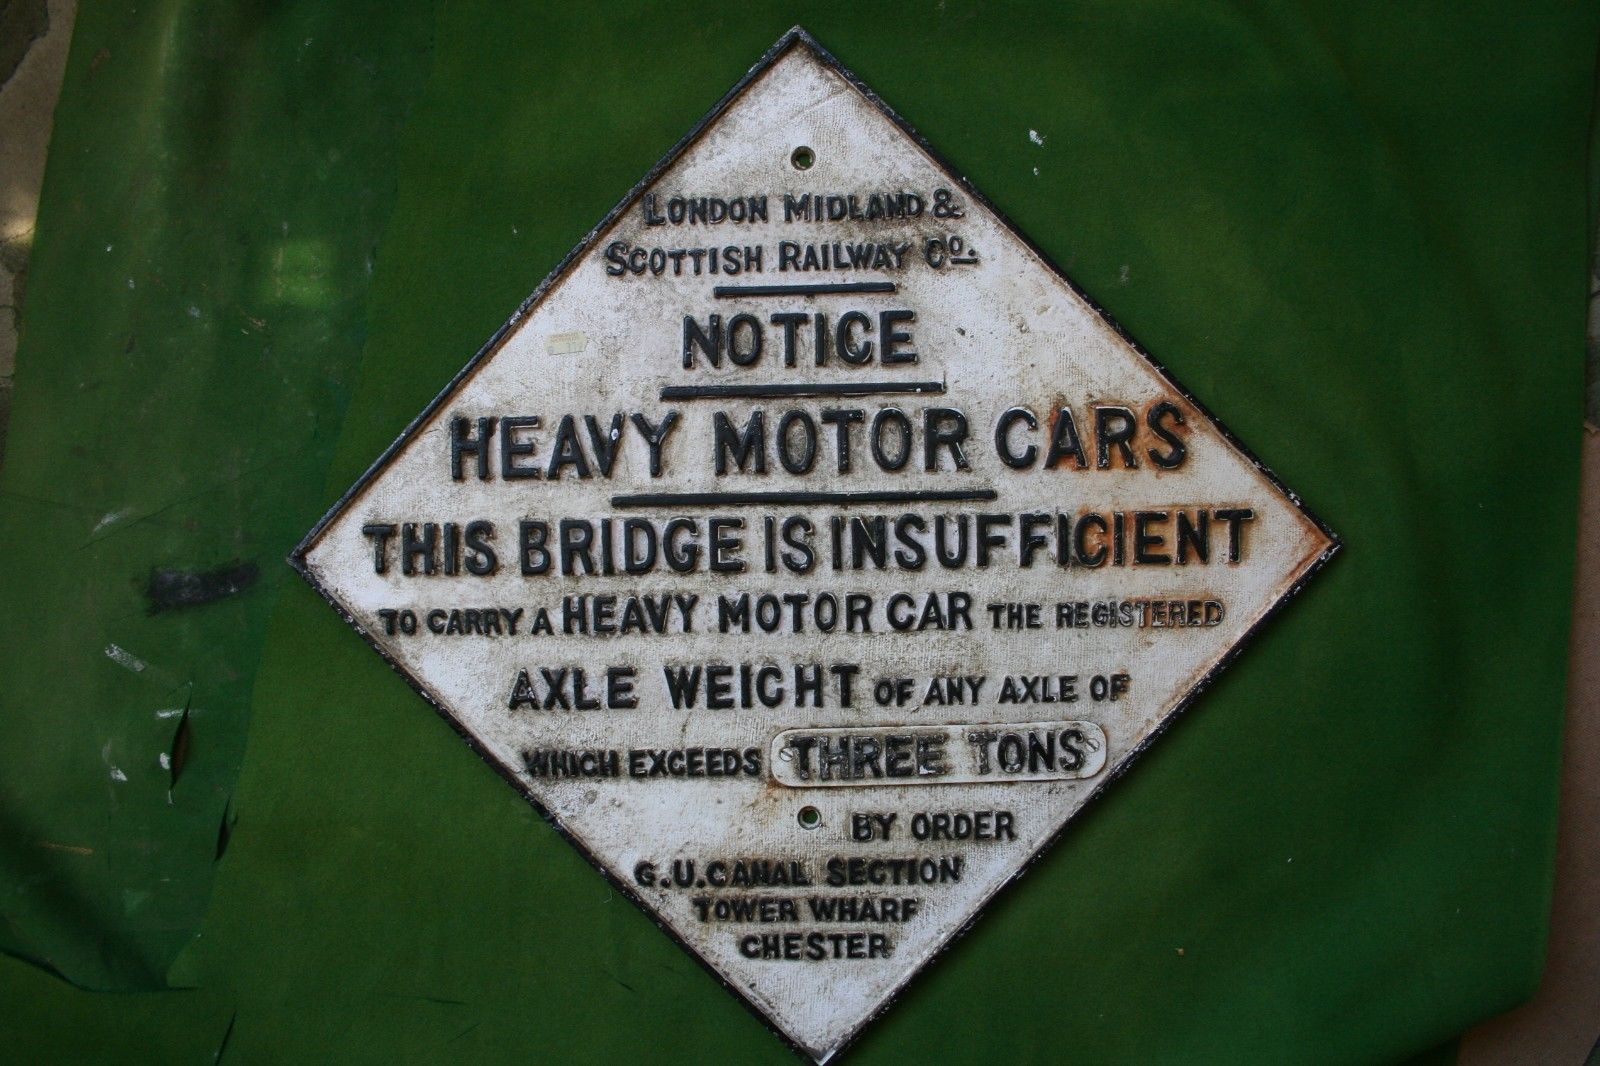 LONDON MIDLAND &
SCOTTISH RAILWAY CO.
NOTICE
HEAVY MOTOR CARS
THIS BRIDGE IS INSUFFICIENT
TO CARRY A HEAVY MOTOR CAR THE REGISTERED
AXLE WEIGHT OF ANY AXLE OF
WHICH EXCEEDS THREE TONS
BY ORDER
G.U.CANAL SECTION
TOWER WHARF
CHESTER